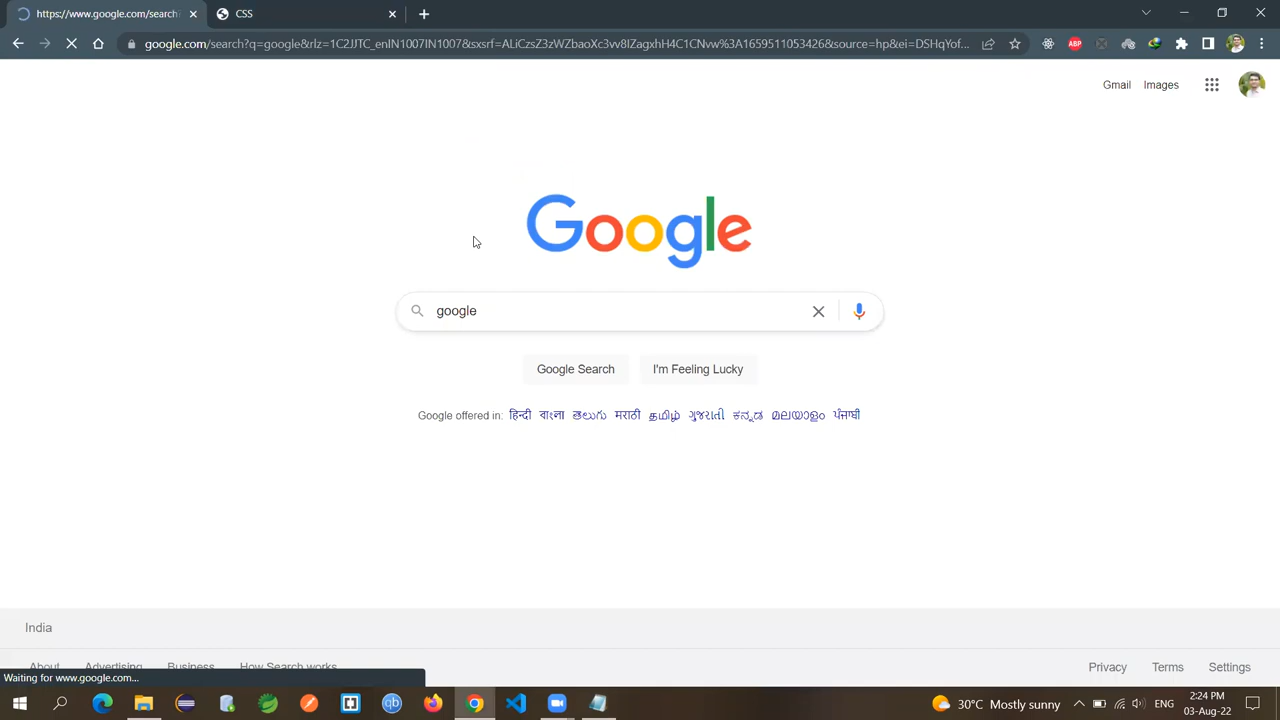 https://www.google.com/search?
CSS
google.com/search?q=google&rlz=1C2JJTC_enIN1007IN1007&sxsrf=ALiCzsZ3zWZbaoXc3vv8IZagxhH4C1CNvw%3A1659511053426&source=hp&ei=DSHqYof...
ABP
Gmail Images
Google
google
Google Search I'm Feeling Lucky
Google offered in: हिन्दी বাংলা తెలుగు मराठी தமிழ் ગુજરાતી ಕನ್ನಡ മലയാളം ਪੰਜਾਬੀ
India
About Advertising Business How Search works Privacy Terms Settings
Waiting for www.google.com...
qb
30°C Mostly sunny ENG 2:24 PM
03-Aug-22